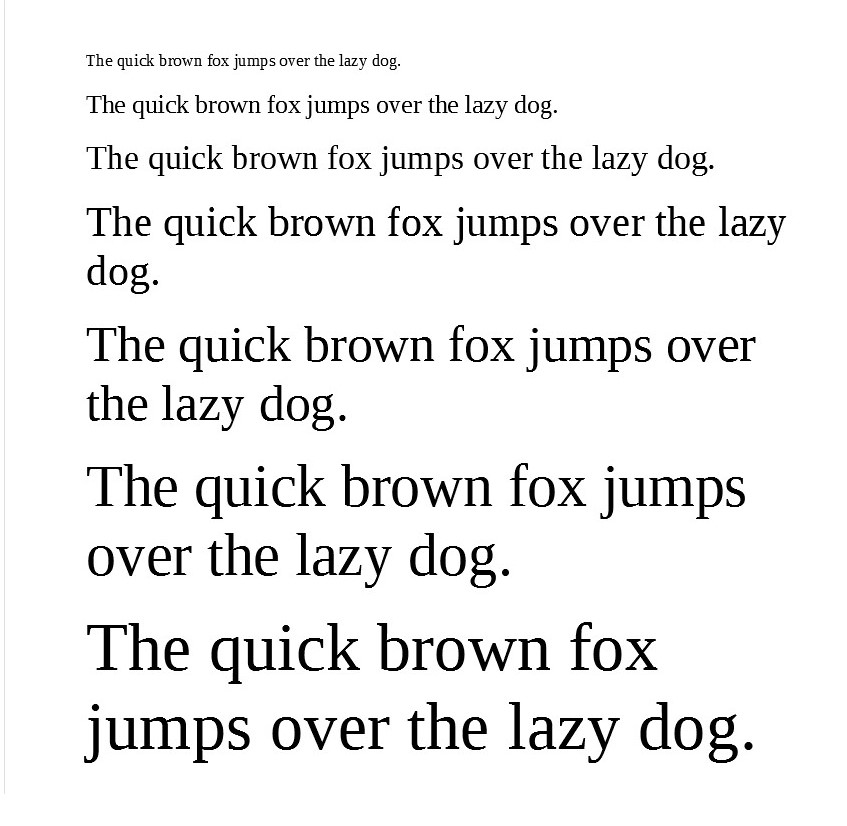 The quick brown fox jumps over the lazy dog.
The quick brown fox jumps over the lazy dog.
The quick brown fox jumps over the lazy dog.
The quick brown fox jumps over the lazy
dog.
The quick brown fox jumps over
the lazy dog.
The quick brown fox jumps
over the lazy dog.
The quick brown fox
jumps over the lazy dog.